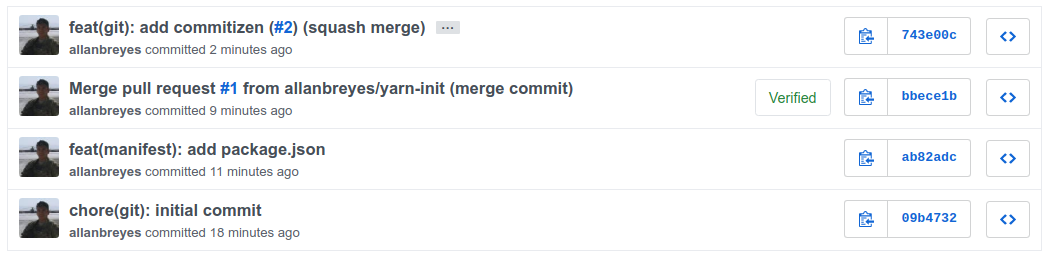 feat(git): add commitizen (#2) (squash merge) ...
allanbreyes committed 2 minutes ago
743e00c
Merge pull request #1 from allanbreyes/yarn-init (merge commit)
allanbreyes committed 9 minutes ago
Verified
bbece1b
feat(manifest): add package.json
allanbreyes committed 11 minutes ago
ab82adc
chore(git): initial commit
allanbreyes committed 18 minutes ago
09b4732